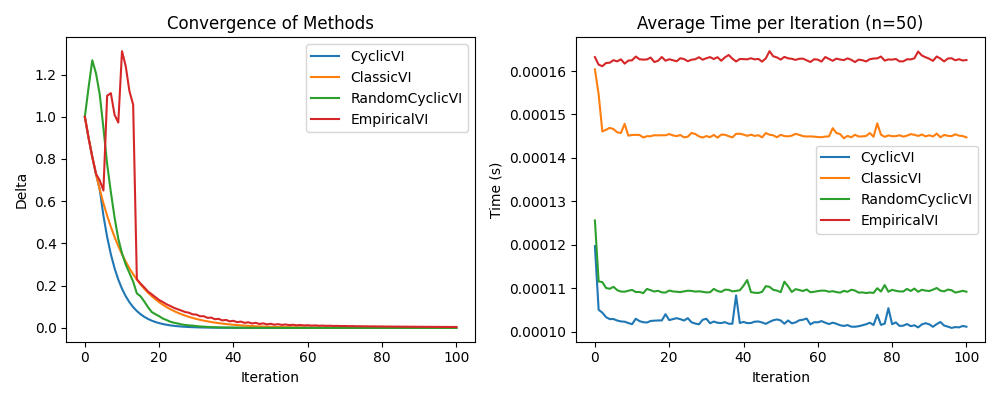 Convergence of Methods
Delta
1.2
1.0
0.8
0.6
0.4
0.2
0.0
CyclicVI
ClassicVI
RandomCyclicVI
EmpiricalVI
0 20 40 60 80 100
Iteration
Average Time per Iteration (n=50)
Time (s)
0.00016
0.00015
0.00014
0.00013
0.00012
0.00011
0.00010
CyclicVI
ClassicVI
RandomCyclicVI
EmpiricalVI
0 20 40 60 80 100
Iteration